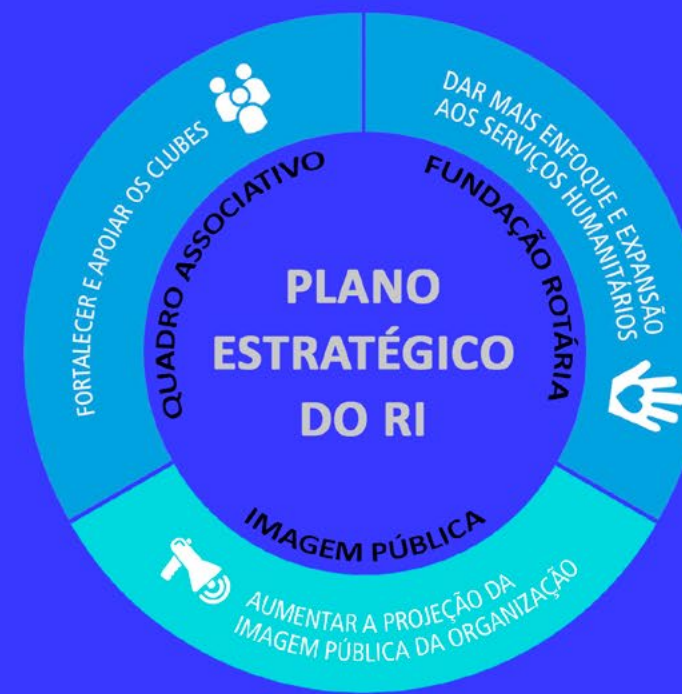 PLANO
ESTRATÉGICO
DO RI
QUADRO ASSOCIATIVO
FORTALECER E APOIAR OS CLUBES
FUNDAÇÃO ROTÁRIA
DAR MAIS ENFOQUE E EXPANSÃO
AOS SERVIÇOS HUMANITÁRIOS
IMAGEM PÚBLICA
AUMENTAR A PROJEÇÃO DA
IMAGEM PÚBLICA DA ORGANIZAÇÃO